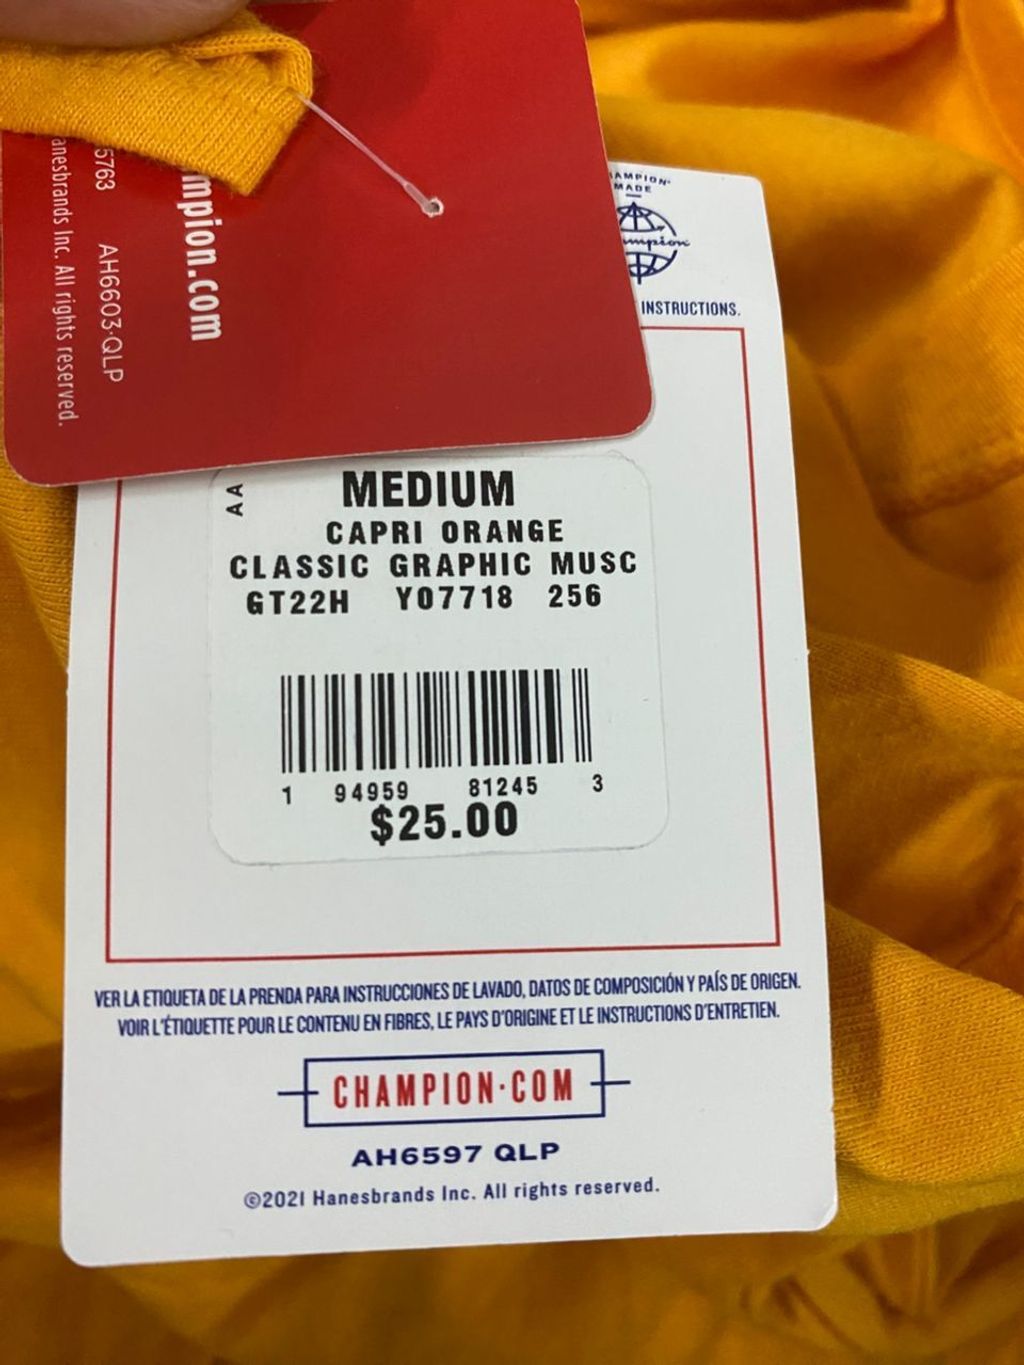 5763 AH6603·QLP
anesbrands Inc. All rights reserved.
mpion.com
AMPION
MADE
mpion
INSTRUCTIONS.
AA
MEDIUM
CAPRI ORANGE
CLASSIC GRAPHIC MUSC
GT22H Y07718 256
1 94959 81245 3
$25.00
VER LA ETIQUETA DE LA PRENDA PARA INSTRUCCIONES DE LAVADO, DATOS DE COMPOSICIÓN Y PAÍS DE ORIGEN.
VOIR L'ÉTIQUETTE POUR LE CONTENU EN FIBRES, LE PAYS D'ORIGINE ET LE INSTRUCTIONS D'ENTRETIEN.
CHAMPION·COM
AH6597 QLP
©2021 Hanesbrands Inc. All rights reserved.